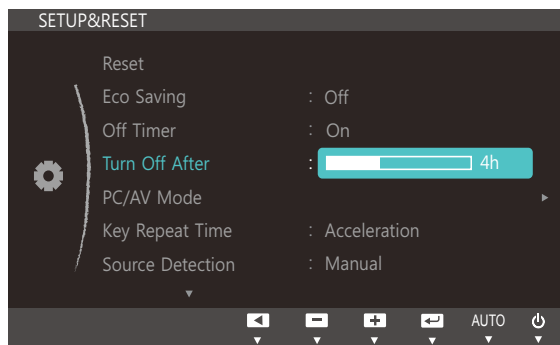 SETUP&RESET
Reset
Eco Saving : Off
Off Timer : On
Turn Off After : 4h
PC/AV Mode
Key Repeat Time : Acceleration
Source Detection : Manual
AUTO